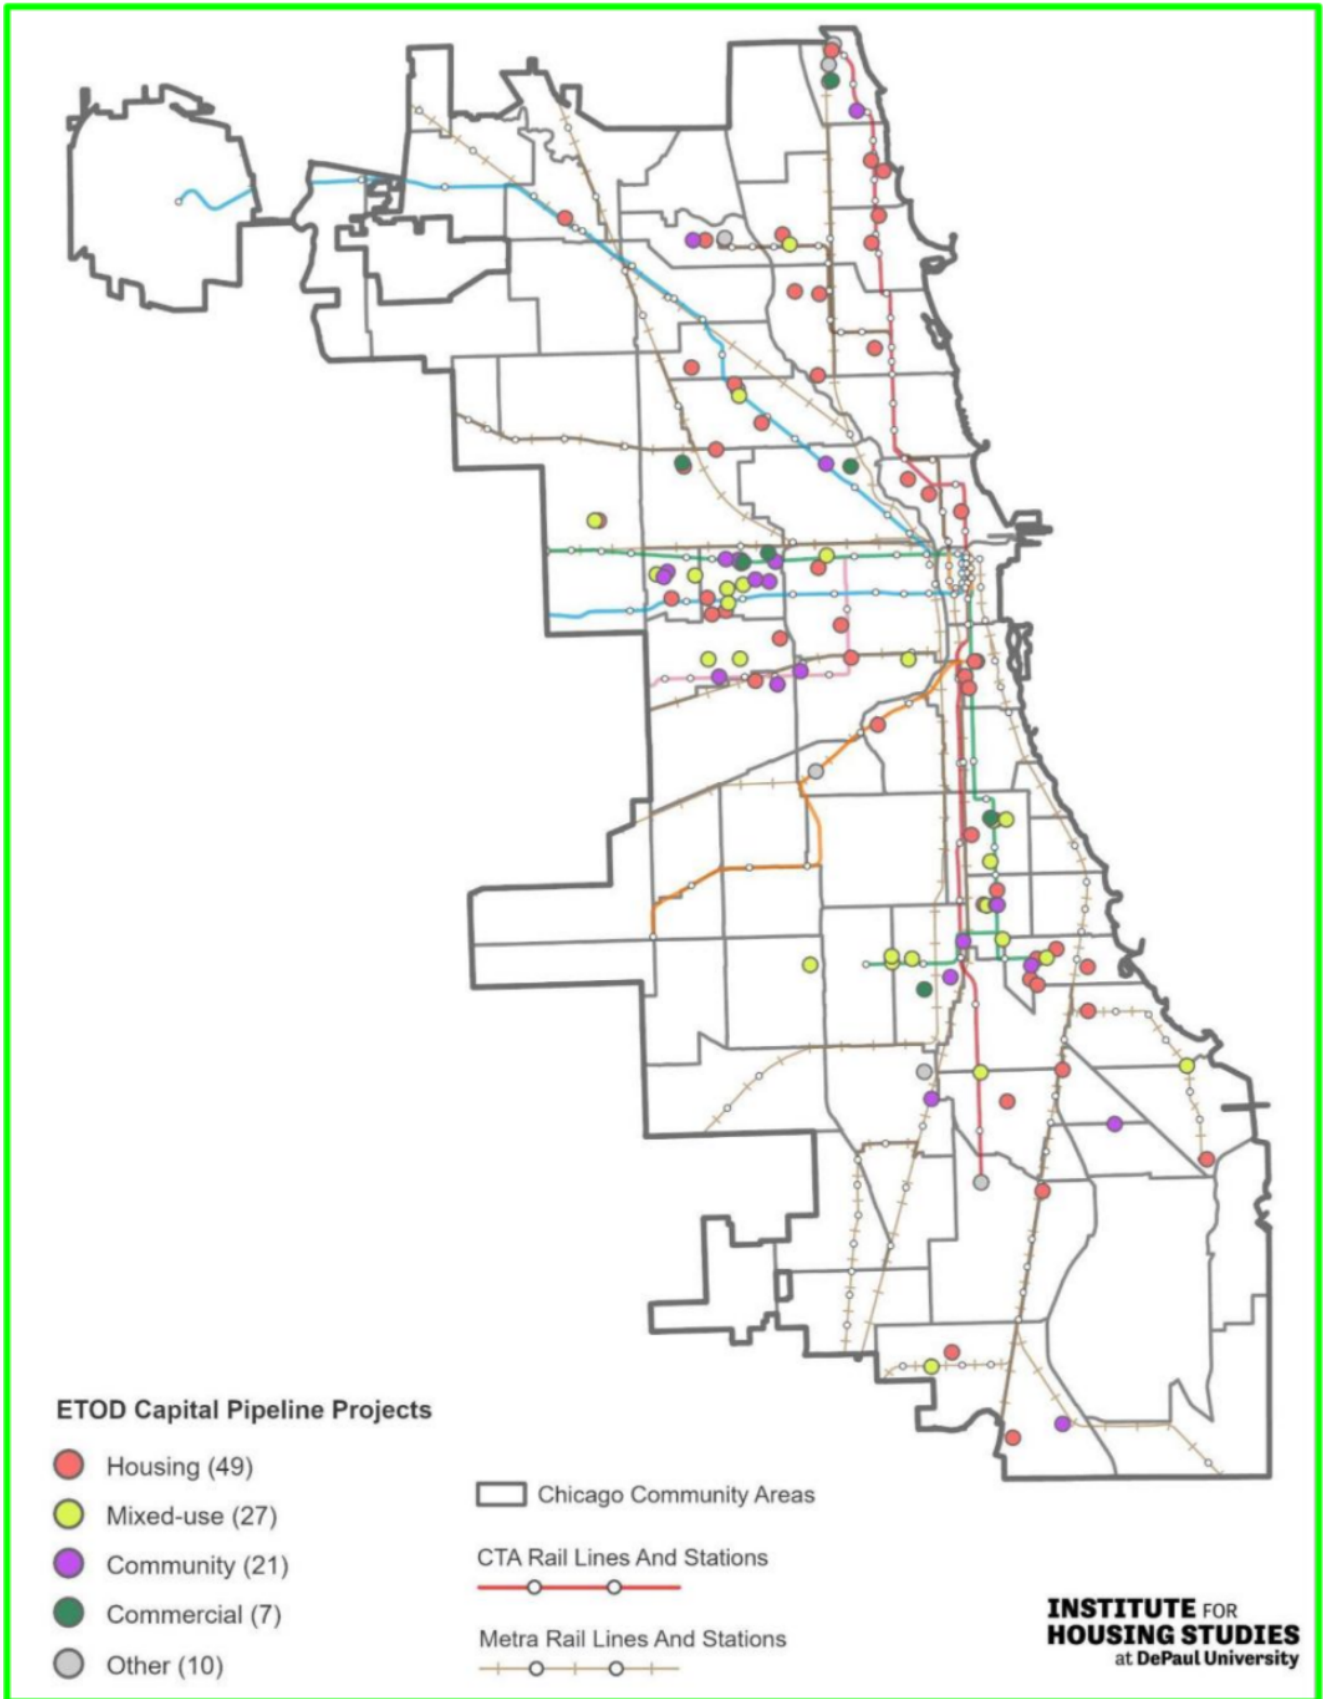 ETOD Capital Pipeline Projects
Housing (49)
Mixed-use (27)
Community (21)
Commercial (7)
Other (10)
Chicago Community Areas
CTA Rail Lines And Stations
Metra Rail Lines And Stations
INSTITUTE FOR
HOUSING STUDIES
at DePaul University